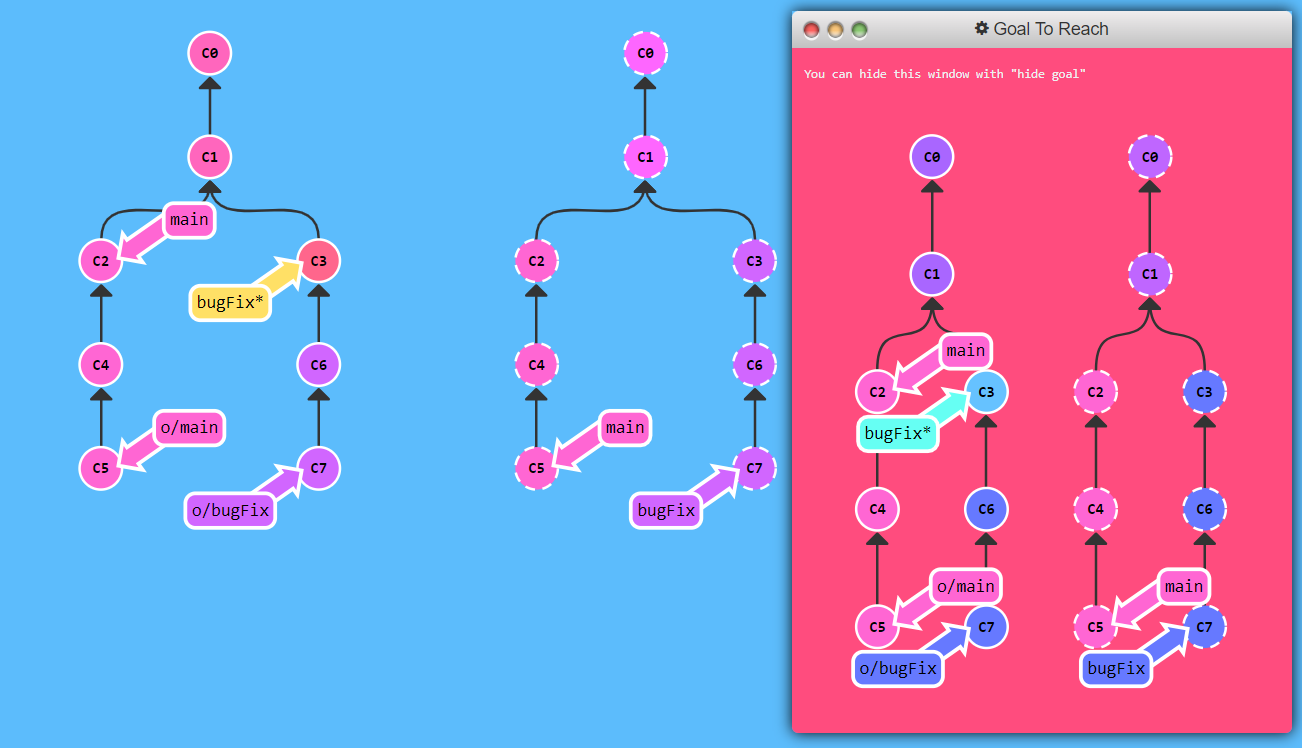 C0
C1
main
C2
C3
bugFix*
C4
C6
o/main
C5
C7
o/bugFix
C0
C1
C2
C3
C4
C6
main
C5
C7
bugFix
Goal To Reach
You can hide this window with "hide goal"
C0
C1
main
C2
C3
bugFix*
C4
C6
o/main
C5
C7
o/bugFix
C0
C1
C2
C3
C4
C6
main
C5
C7
bugFix